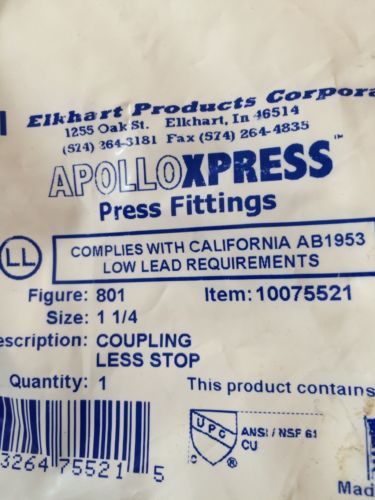 Elkhart Products Corpora
1255 Oak St. Elkhart, In 46514
(574) 264-3181 Fax (574) 264-4835
APOLLOXPRESS™
Press Fittings
LL
COMPLIES WITH CALIFORNIA AB1953
LOW LEAD REQUIREMENTS
Figure: 801 Item: 10075521
Size: 1 1/4
escription: COUPLING
LESS STOP
Quantity: 1 This product contains
UPC ®
ANSI / NSF 61
CU
3264 75521 5
Mad